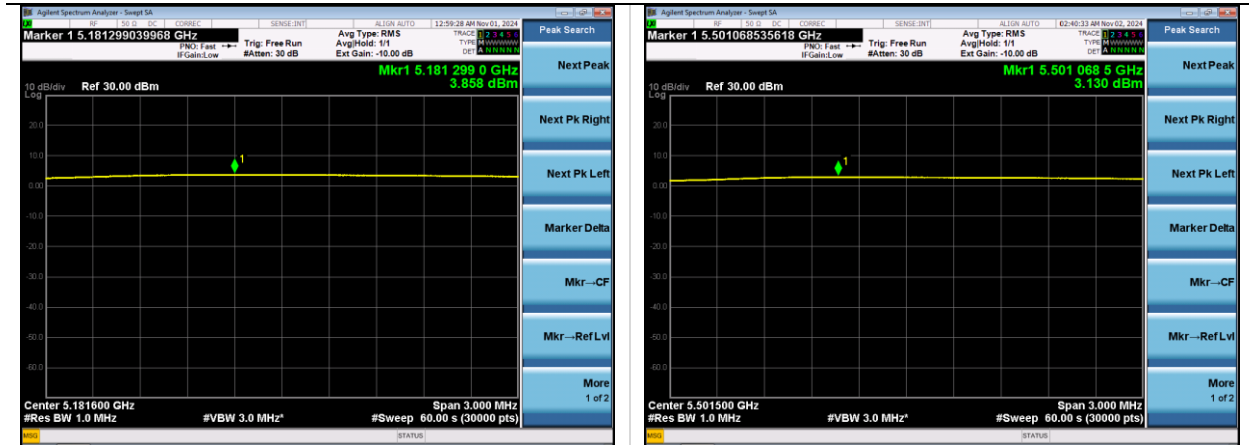 Agilent Spectrum Analyzer - Swept SA
RF 50 Ω DC CORREC SENSE:INT ALIGN AUTO 12:59:28 AM Nov 01, 2024
Marker 1 5.181299039968 GHz
PNO: Fast
IFGain:Low
Trig: Free Run
#Atten: 30 dB
Avg Type: RMS
Avg|Hold: 1/1
Ext Gain: -10.00 dB
TRACE 1 2 3 4 5 6
TYPE M WWWWW
DET A N N N N N
Mkr1 5.181 299 0 GHz
3.858 dBm
10 dB/div Ref 30.00 dBm
Log
20.0
10.0
0.00
-10.0
-20.0
-30.0
-40.0
-50.0
-60.0
1
Center 5.181600 GHz Span 3.000 MHz
#Res BW 1.0 MHz #VBW 3.0 MHz* #Sweep 60.00 s (30000 pts)
MSG STATUS
Peak Search
Next Peak
Next Pk Right
Next Pk Left
Marker Delta
Mkr→CF
Mkr→Ref Lvl
More
1 of 2
Agilent Spectrum Analyzer - Swept SA
RF 50 Ω DC CORREC SENSE:INT ALIGN AUTO 02:40:33 AM Nov 02, 2024
Marker 1 5.501068535618 GHz
PNO: Fast
IFGain:Low
Trig: Free Run
#Atten: 30 dB
Avg Type: RMS
Avg|Hold: 1/1
Ext Gain: -10.00 dB
TRACE 1 2 3 4 5 6
TYPE M WWWWW
DET A N N N N N
Mkr1 5.501 068 5 GHz
3.130 dBm
10 dB/div Ref 30.00 dBm
Log
20.0
10.0
0.00
-10.0
-20.0
-30.0
-40.0
-50.0
-60.0
1
Center 5.501500 GHz Span 3.000 MHz
#Res BW 1.0 MHz #VBW 3.0 MHz* #Sweep 60.00 s (30000 pts)
MSG STATUS
Peak Search
Next Peak
Next Pk Right
Next Pk Left
Marker Delta
Mkr→CF
Mkr→Ref Lvl
More
1 of 2